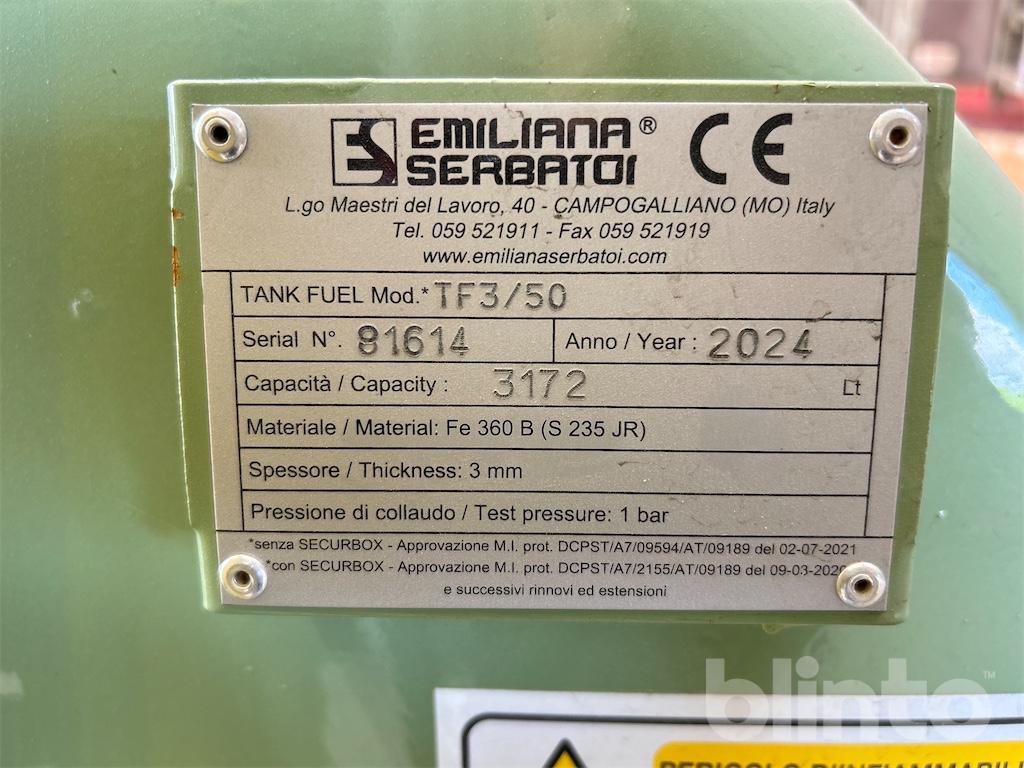 EMILIANA®
SERBATOI
CE
L.go Maestri del Lavoro, 40 - CAMPOGALLIANO (MO) Italy
Tel. 059 521911 - Fax 059 521919
www.emilianaserbatoi.com
TANK FUEL Mod.* TF3/50
Serial N°. 81614 Anno / Year : 2024
Capacità / Capacity : 3172 Lt
Materiale / Material: Fe 360 B (S 235 JR)
Spessore / Thickness: 3 mm
Pressione di collaudo / Test pressure: 1 bar
*senza SECURBOX - Approvazione M.I. prot. DCPST/A7/09594/AT/09189 del 02-07-2021
*con SECURBOX - Approvazione M.I. prot. DCPST/A7/2155/AT/09189 del 09-03-2020
e successivi rinnovi ed estensioni
blinto™
PERICOLO D'INFIAMMABILI